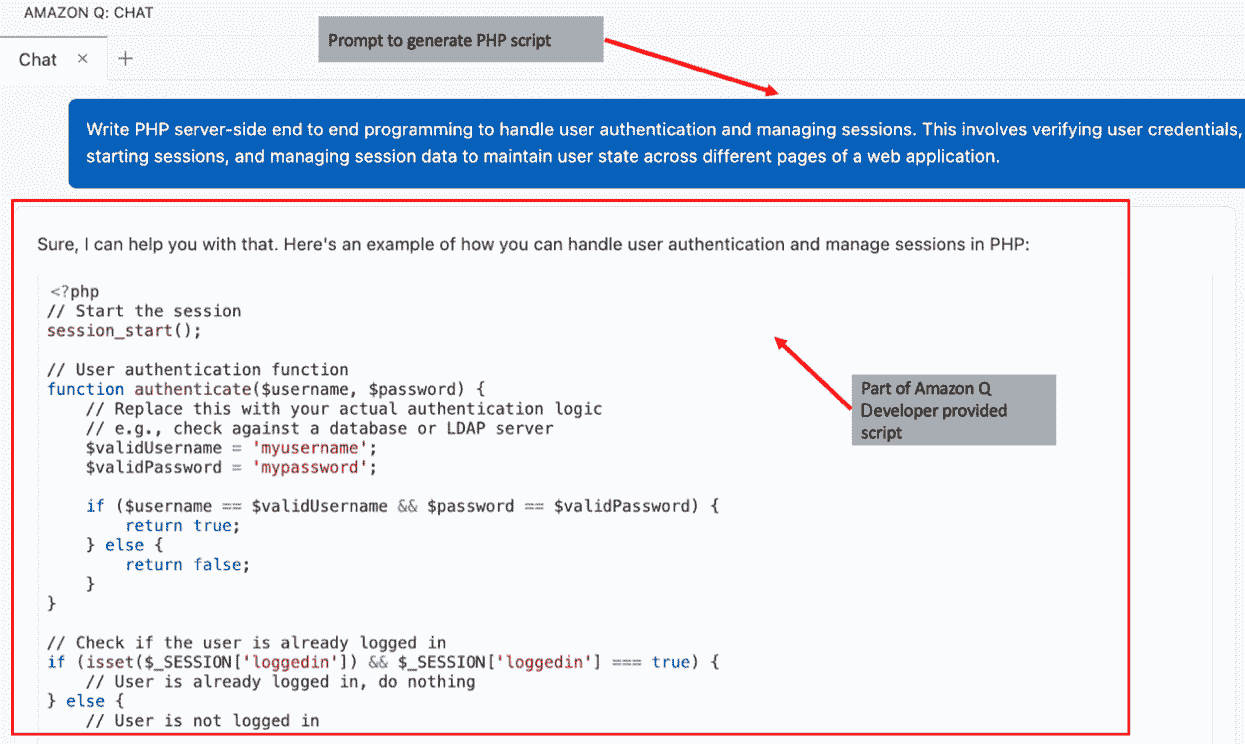 AMAZON Q: CHAT
Prompt to generate PHP script
Chat × +
Write PHP server-side end to end programming to handle user authentication and managing sessions. This involves verifying user credentials,
starting sessions, and managing session data to maintain user state across different pages of a web application.
Sure, I can help you with that. Here's an example of how you can handle user authentication and manage sessions in PHP:
<?php
// Start the session
session_start();
// User authentication function
function authenticate($username, $password) {
    // Replace this with your actual authentication logic
    // e.g., check against a database or LDAP server
    $validUsername = 'myusername';
    $validPassword = 'mypassword';
    if ($username == $validUsername && $password == $validPassword) {
        return true;
    } else {
        return false;
    }
}
// Check if the user is already logged in
if (isset($_SESSION['loggedin']) && $_SESSION['loggedin'] === true) {
    // User is already logged in, do nothing
} else {
    // User is not logged in
Part of Amazon Q
Developer provided
script